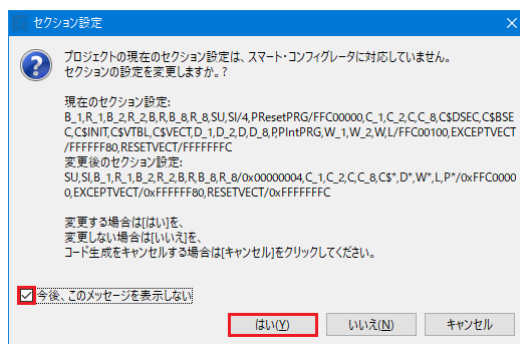 セクション設定
プロジェクトの現在のセクション設定は、スマート・コンフィグレータに対応していません。
セクションの設定を変更しますか。?
現在のセクション設定:
B_1,R_1,B_2,R_2,B,R,B_8,R_8,SU,SI/4,PResetPRG/FFC00000,C_1,C_2,C,C_8,C$DSEC,C$BSE
C,C$INIT,C$VTBL,C$VECT,D_1,D_2,D,D_8,P,PIntPRG,W_1,W_2,W,L/FFC00100,EXCEPTVECT
/FFFFFF80,RESETVECT/FFFFFFFC
変更後のセクション設定:
SU,SI,B_1,R_1,B_2,R_2,B,R,B_8,R_8/0x00000004,C_1,C_2,C,C_8,C$*,D*,W*,L,P*/0xFFC0000
0,EXCEPTVECT/0xFFFFFF80,RESETVECT/0xFFFFFFFC
変更する場合は[はい]を、
変更しない場合は[いいえ]を、
コード生成をキャンセルする場合は[キャンセル]をクリックしてください。
今後、このメッセージを表示しない
はい(Y) いいえ(N) キャンセル